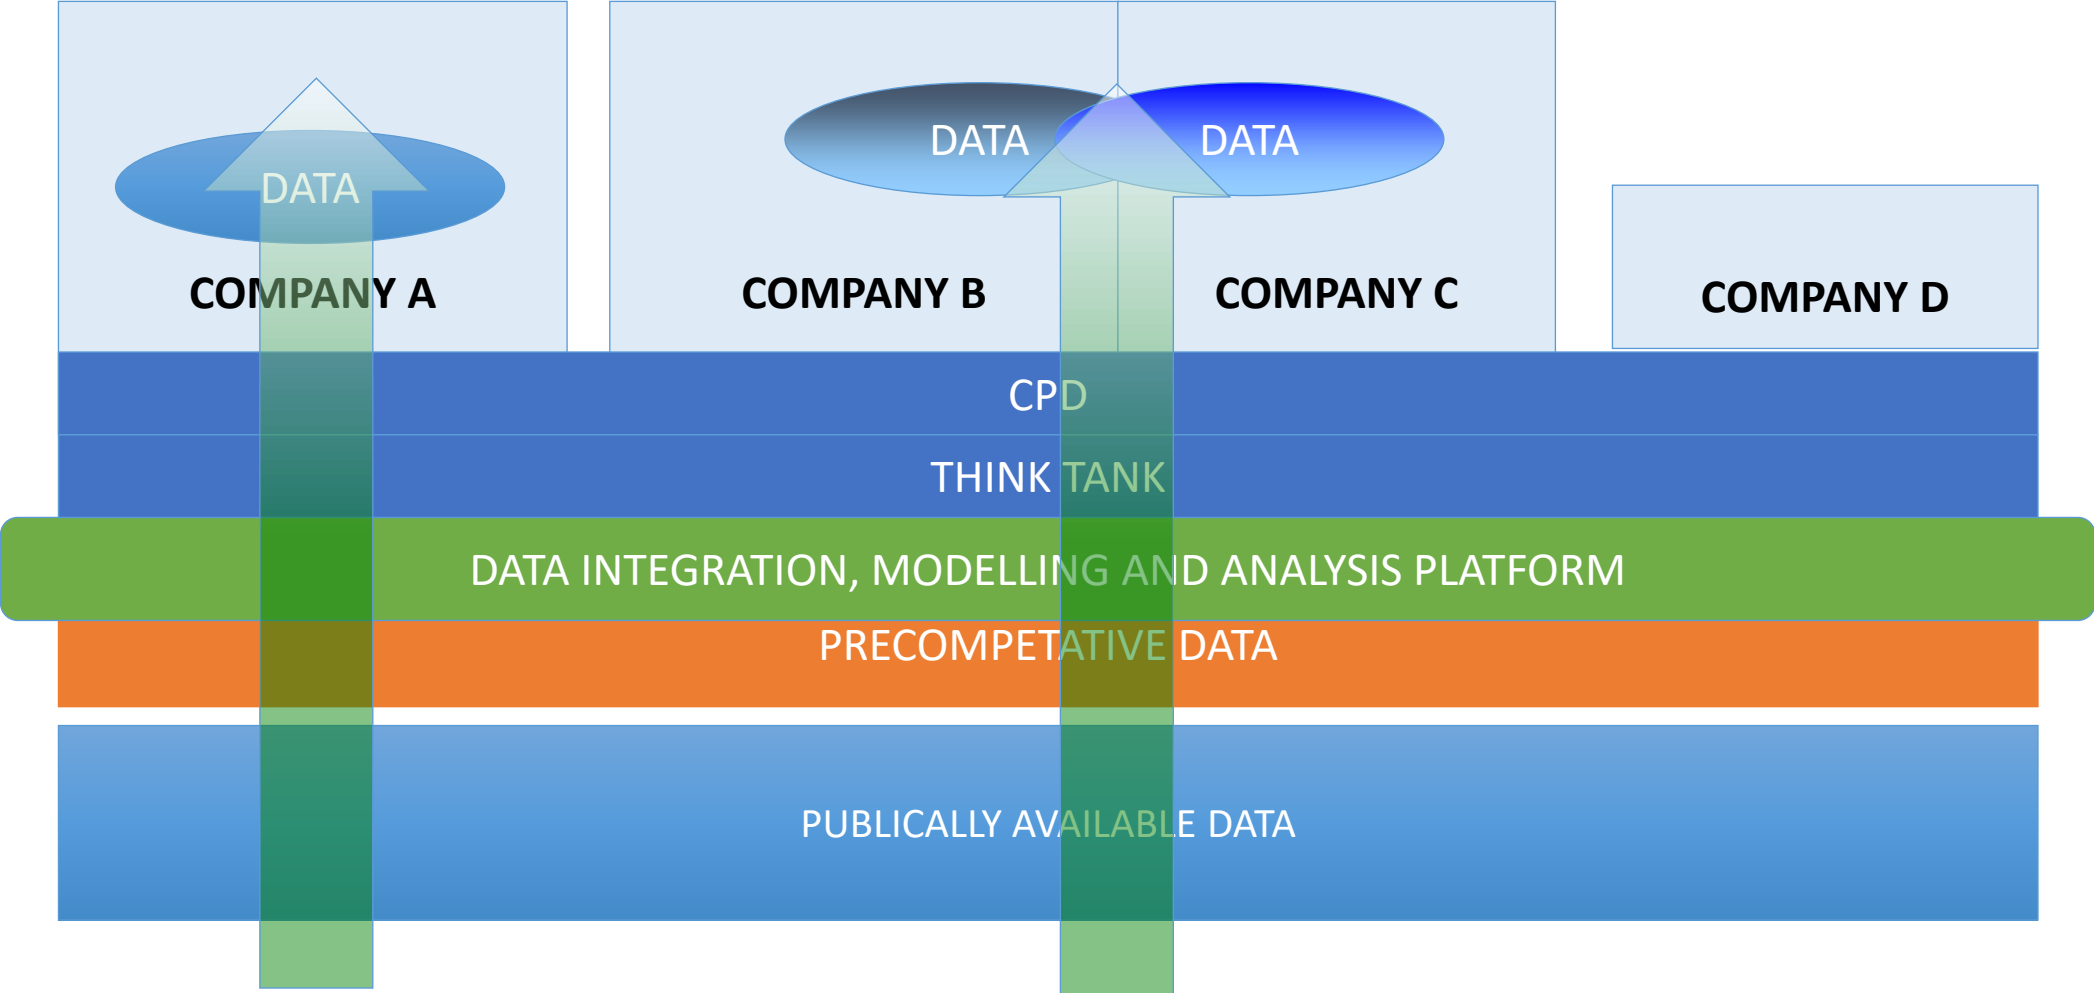 DATA
DATA
DATA
COMPANY A
COMPANY B
COMPANY C
COMPANY D
CPD
THINK TANK
DATA INTEGRATION, MODELLING AND ANALYSIS PLATFORM
PRECOMPETATIVE DATA
PUBLICALLY AVAILABLE DATA